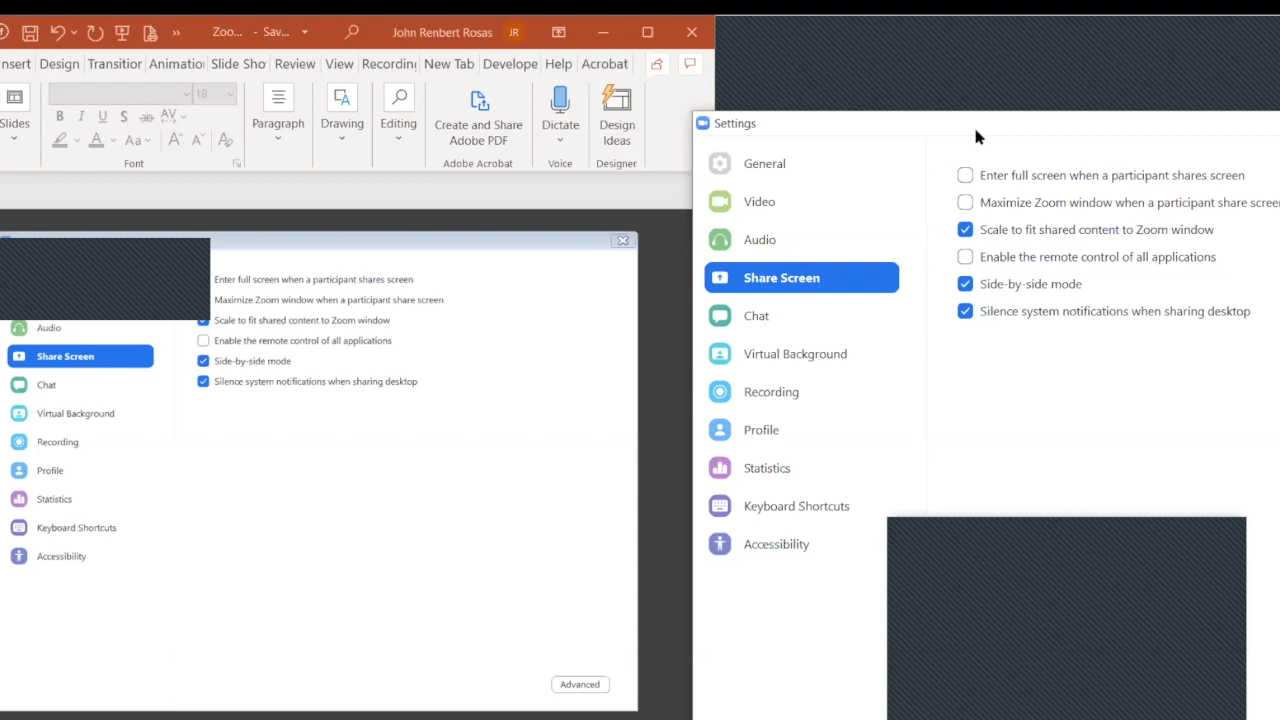 Zoo... - Sav...
John Renbert Rosas
JR
nsert Design Transition Animation Slide Sho Review View Recording New Tab Develope Help Acrobat
Slides
18
B I U S ab AV
A Aa A A A
Font
Paragraph
Drawing
Editing
Create and Share
Adobe PDF
Adobe Acrobat
Dictate
Voice
Design
Ideas
Designer
Enter full screen when a participant shares screen
Maximize Zoom window when a participant share screen
Scale to fit shared content to Zoom window
Enable the remote control of all applications
Side-by-side mode
Silence system notifications when sharing desktop
Audio
Share Screen
Chat
Virtual Background
Recording
Profile
Statistics
Keyboard Shortcuts
Accessibility
Advanced
Settings
General
Video
Audio
Share Screen
Chat
Virtual Background
Recording
Profile
Statistics
Keyboard Shortcuts
Accessibility
Enter full screen when a participant shares screen
Maximize Zoom window when a participant share scree
Scale to fit shared content to Zoom window
Enable the remote control of all applications
Side-by-side mode
Silence system notifications when sharing desktop